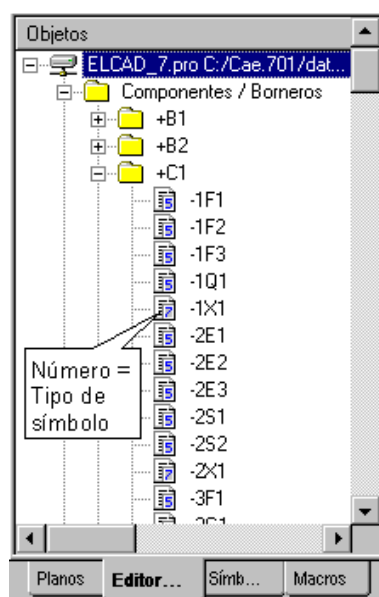 Objetos
ELCAD_7.pro C:/Cae.701/dat...
Componentes / Borneros
+B1
+B2
+C1
-1F1
-1F2
-1F3
-1Q1
-1X1
-2E1
-2E2
-2E3
-2S1
-2S2
-2X1
-3F1
Número =
Tipo de
símbolo
Planos Editor... Símb... Macros